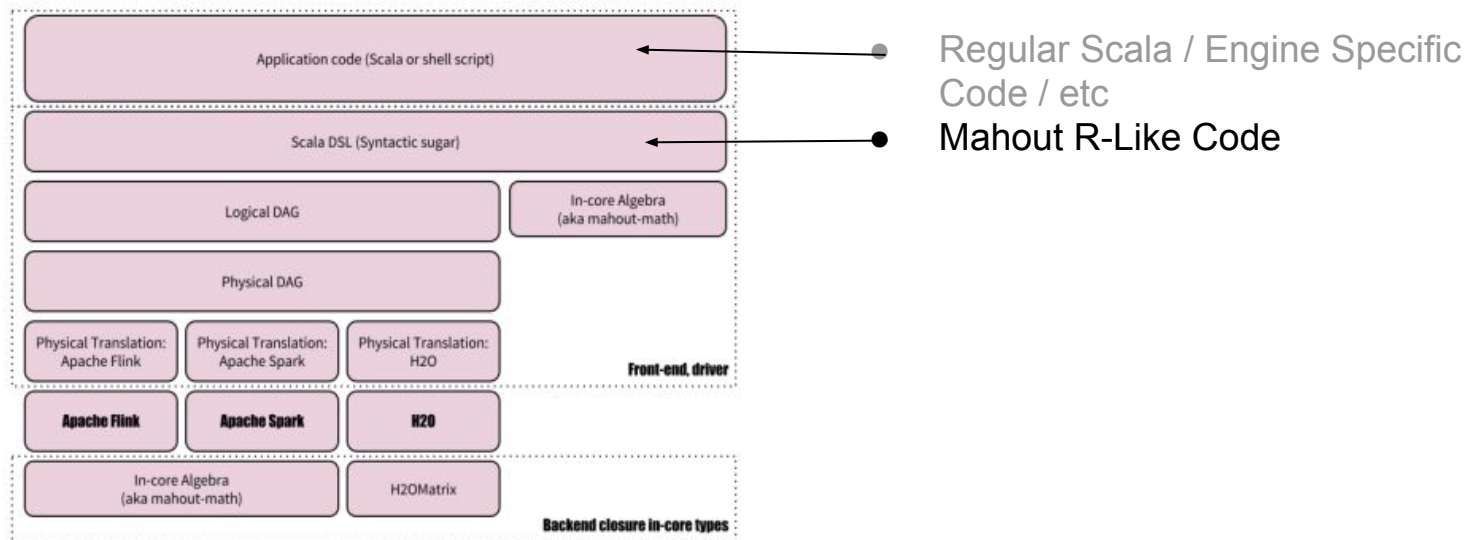 Application code (Scala or shell script)
Regular Scala / Engine Specific
Code / etc
Scala DSL (Syntactic sugar)
Mahout R-Like Code
Logical DAG
In-core Algebra
(aka mahout-math)
Physical DAG
Physical Translation:
Apache Flink
Physical Translation:
Apache Spark
Physical Translation:
H2O
Front-end, driver
Apache Flink
Apache Spark
H2O
In-core Algebra
(aka mahout-math)
H2OMatrix
Backend closure in-core types